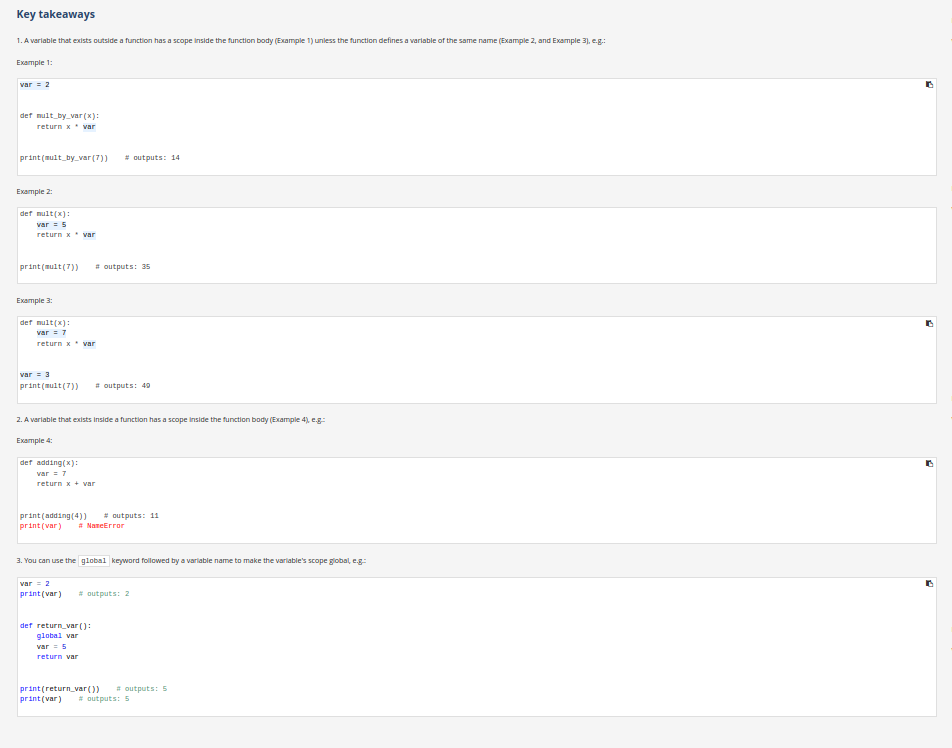 Key takeaways
1. A variable that exists outside a function has a scope inside the function body (Example 1) unless the function defines a variable of the same name (Example 2, and Example 3), e.g.:
Example 1:
var = 2
def mult_by_var(x):
    return x * var
print(mult_by_var(7))    # outputs: 14
Example 2:
def mult(x):
    var = 5
    return x * var
print(mult(7))    # outputs: 35
Example 3:
def mult(x):
    var = 7
    return x * var
var = 3
print(mult(7))    # outputs: 49
2. A variable that exists inside a function has a scope inside the function body (Example 4), e.g.:
Example 4:
def adding(x):
    var = 7
    return x + var
print(adding(4))    # outputs: 11
print(var)    # NameError
3. You can use the global keyword followed by a variable name to make the variable's scope global, e.g.:
var = 2
print(var)    # outputs: 2
def return_var():
    global var
    var = 5
    return var
print(return_var())    # outputs: 5
print(var)    # outputs: 5